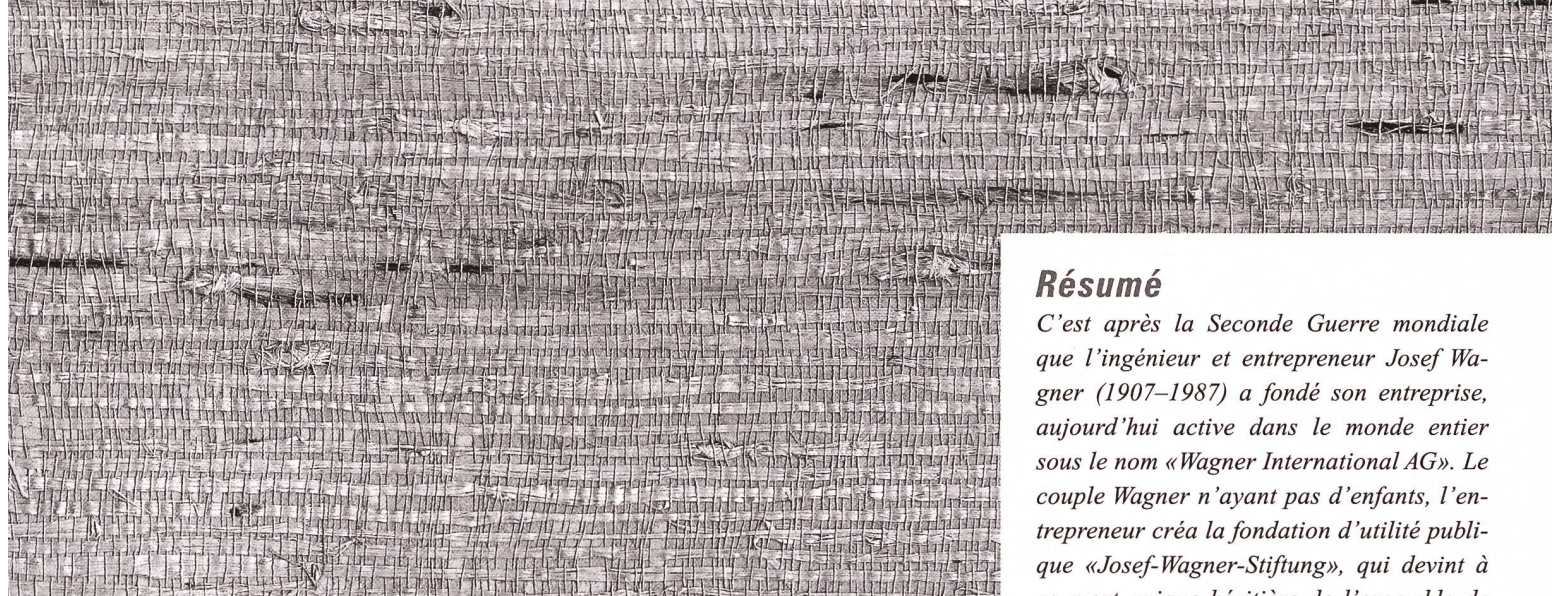 Résumé
C'est après la Seconde Guerre mondiale
que l'ingénieur et entrepreneur Josef Wa-
gner (1907–1987) a fondé son entreprise,
aujourd'hui active dans le monde entier
sous le nom «Wagner International AG». Le
couple Wagner n'ayant pas d'enfants, l'en-
trepreneur créa la fondation d'utilité publi-
que «Josef-Wagner-Stiftung», qui devint à